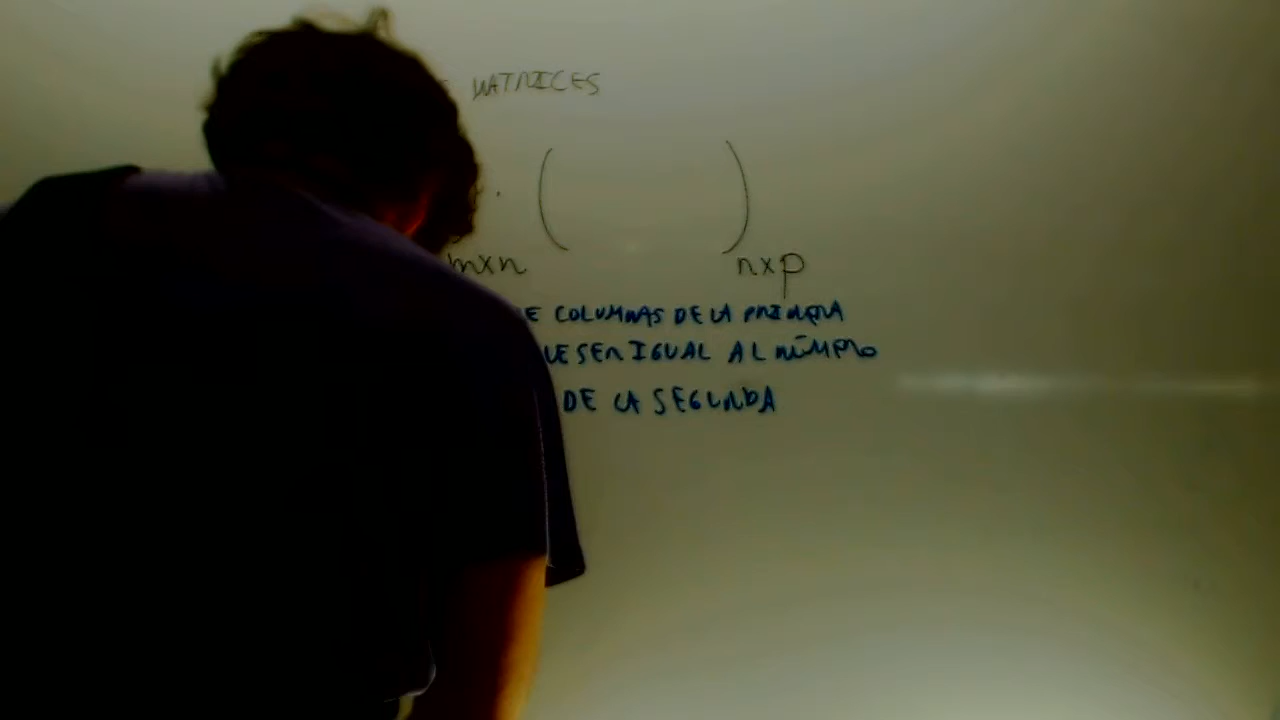 MATRICES
mxn nxp
E COLUMNAS DE LA PRIMERA
UE SER IGUAL AL NÚMERO
DE LA SEGUNDA